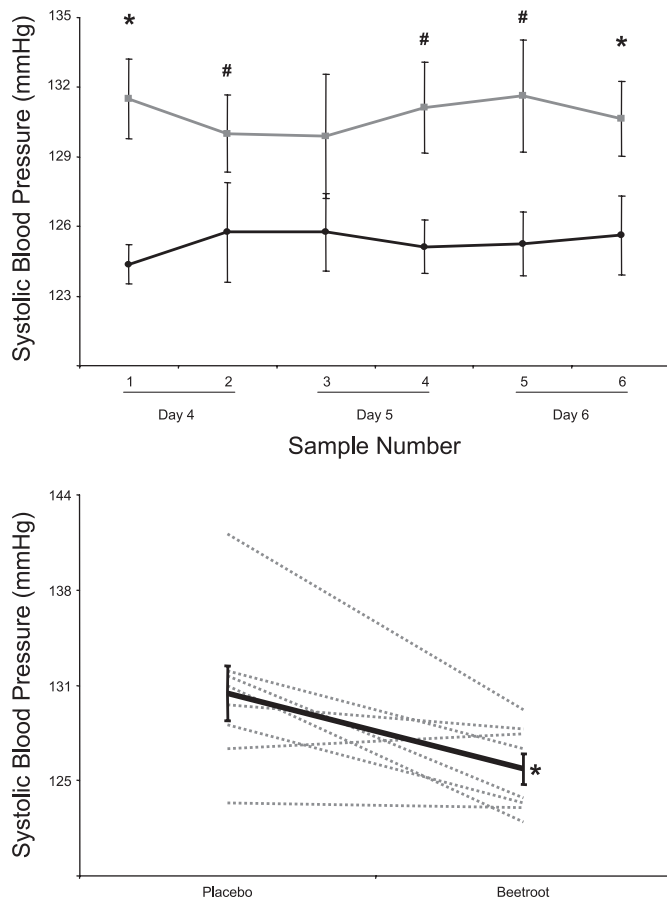 Systolic Blood Pressure (mmHg)
135
132
129
126
123
*
#
#
#
*
1 2 3 4 5 6
Day 4 Day 5 Day 6
Sample Number
Systolic Blood Pressure (mmHg)
144
138
131
125
*
Placebo Beetroot